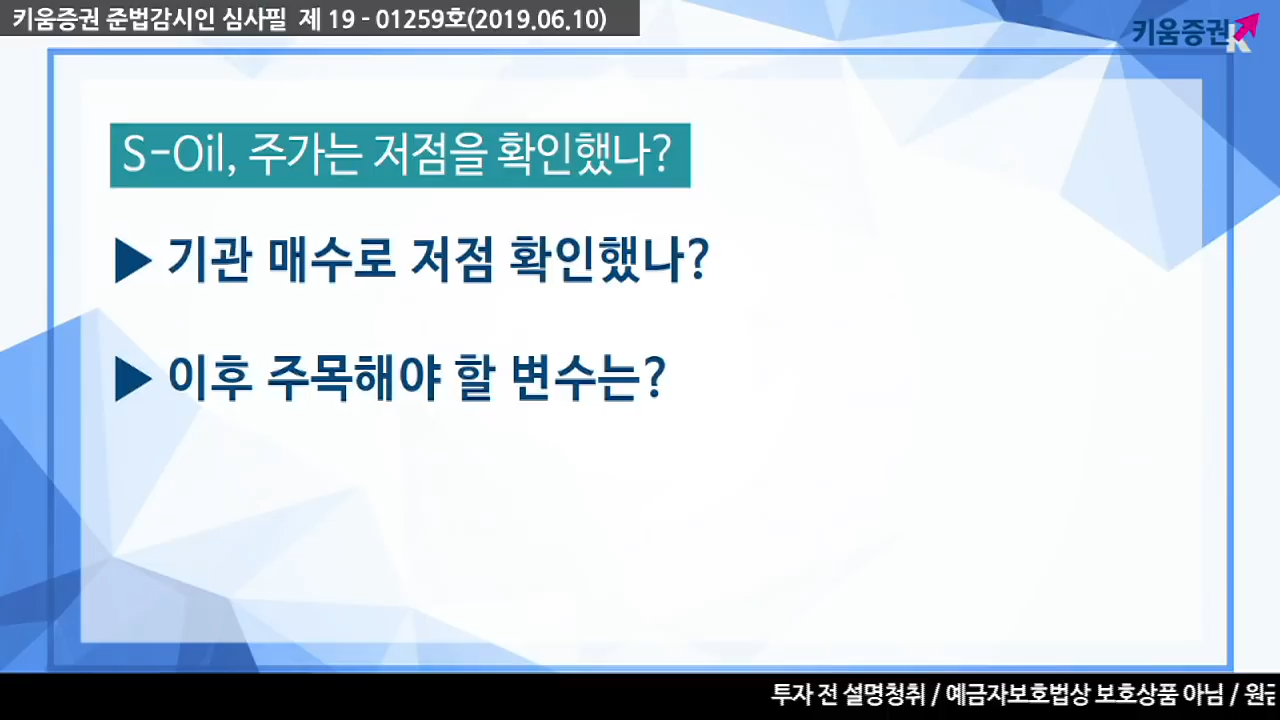 키움증권 준법감시인 심사필 제 19 - 01259호(2019.06.10)
키움증권
S-Oil, 주가는 저점을 확인했나?
▶ 기관 매수로 저점 확인했나?
▶ 이후 주목해야 할 변수는?
투자 전 설명청취 / 예금자보호법상 보호상품 아님 /